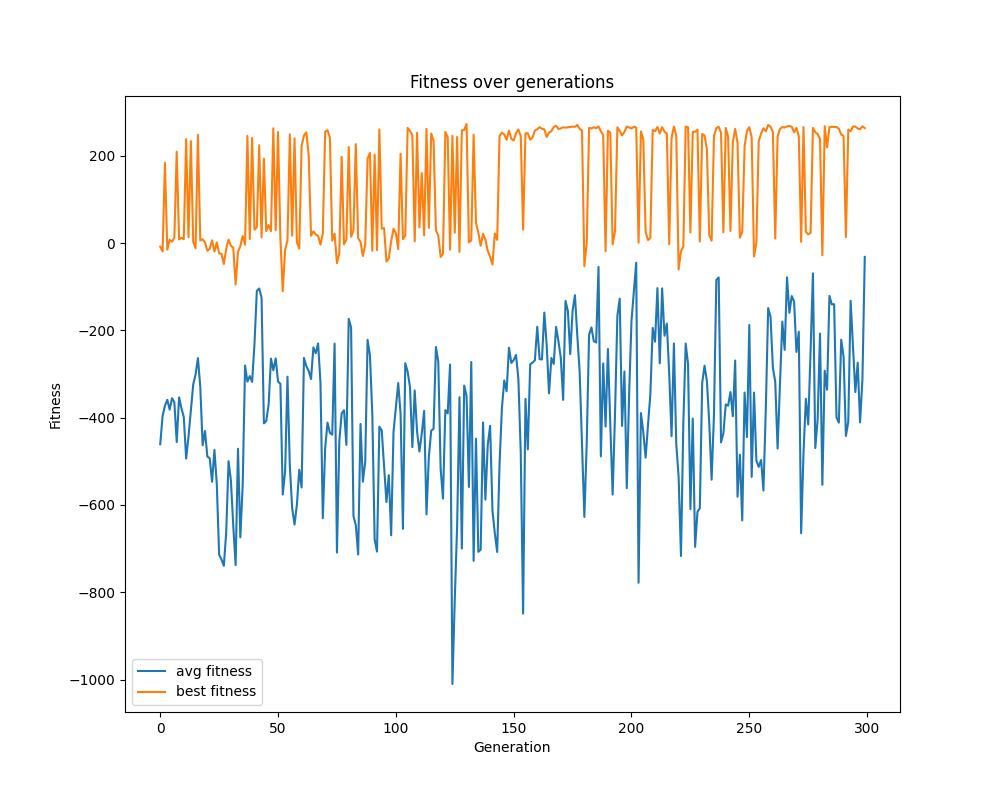 Fitness over generations
200
0
−200
−400
−600
−800
−1000
Fitness
avg fitness
best fitness
0 50 100 150 200 250 300
Generation